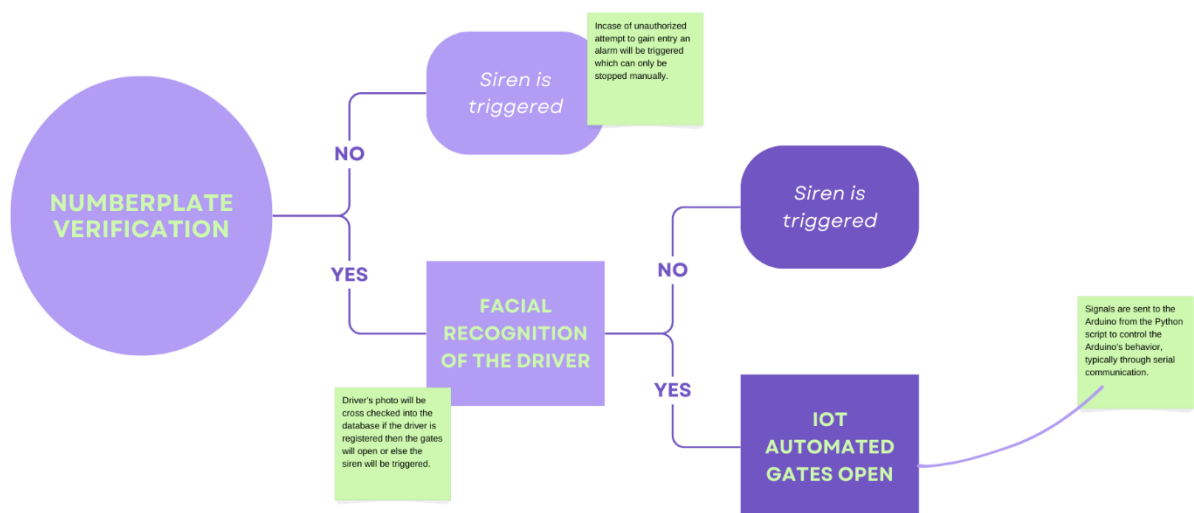 NUMBERPLATE
VERIFICATION
NO
YES
Siren is
triggered
Incase of unauthorized
attempt to gain entry an
alarm will be triggered
which can only be
stopped manually.
FACIAL
RECOGNITION
OF THE DRIVER
Driver's photo will be
cross checked into the
database if the driver is
registered then the gates
will open or else the
siren will be triggered.
NO
YES
Siren is
triggered
IOT
AUTOMATED
GATES OPEN
Signals are sent to the
Arduino from the Python
script to control the
Arduino's behavior,
typically through serial
communication.